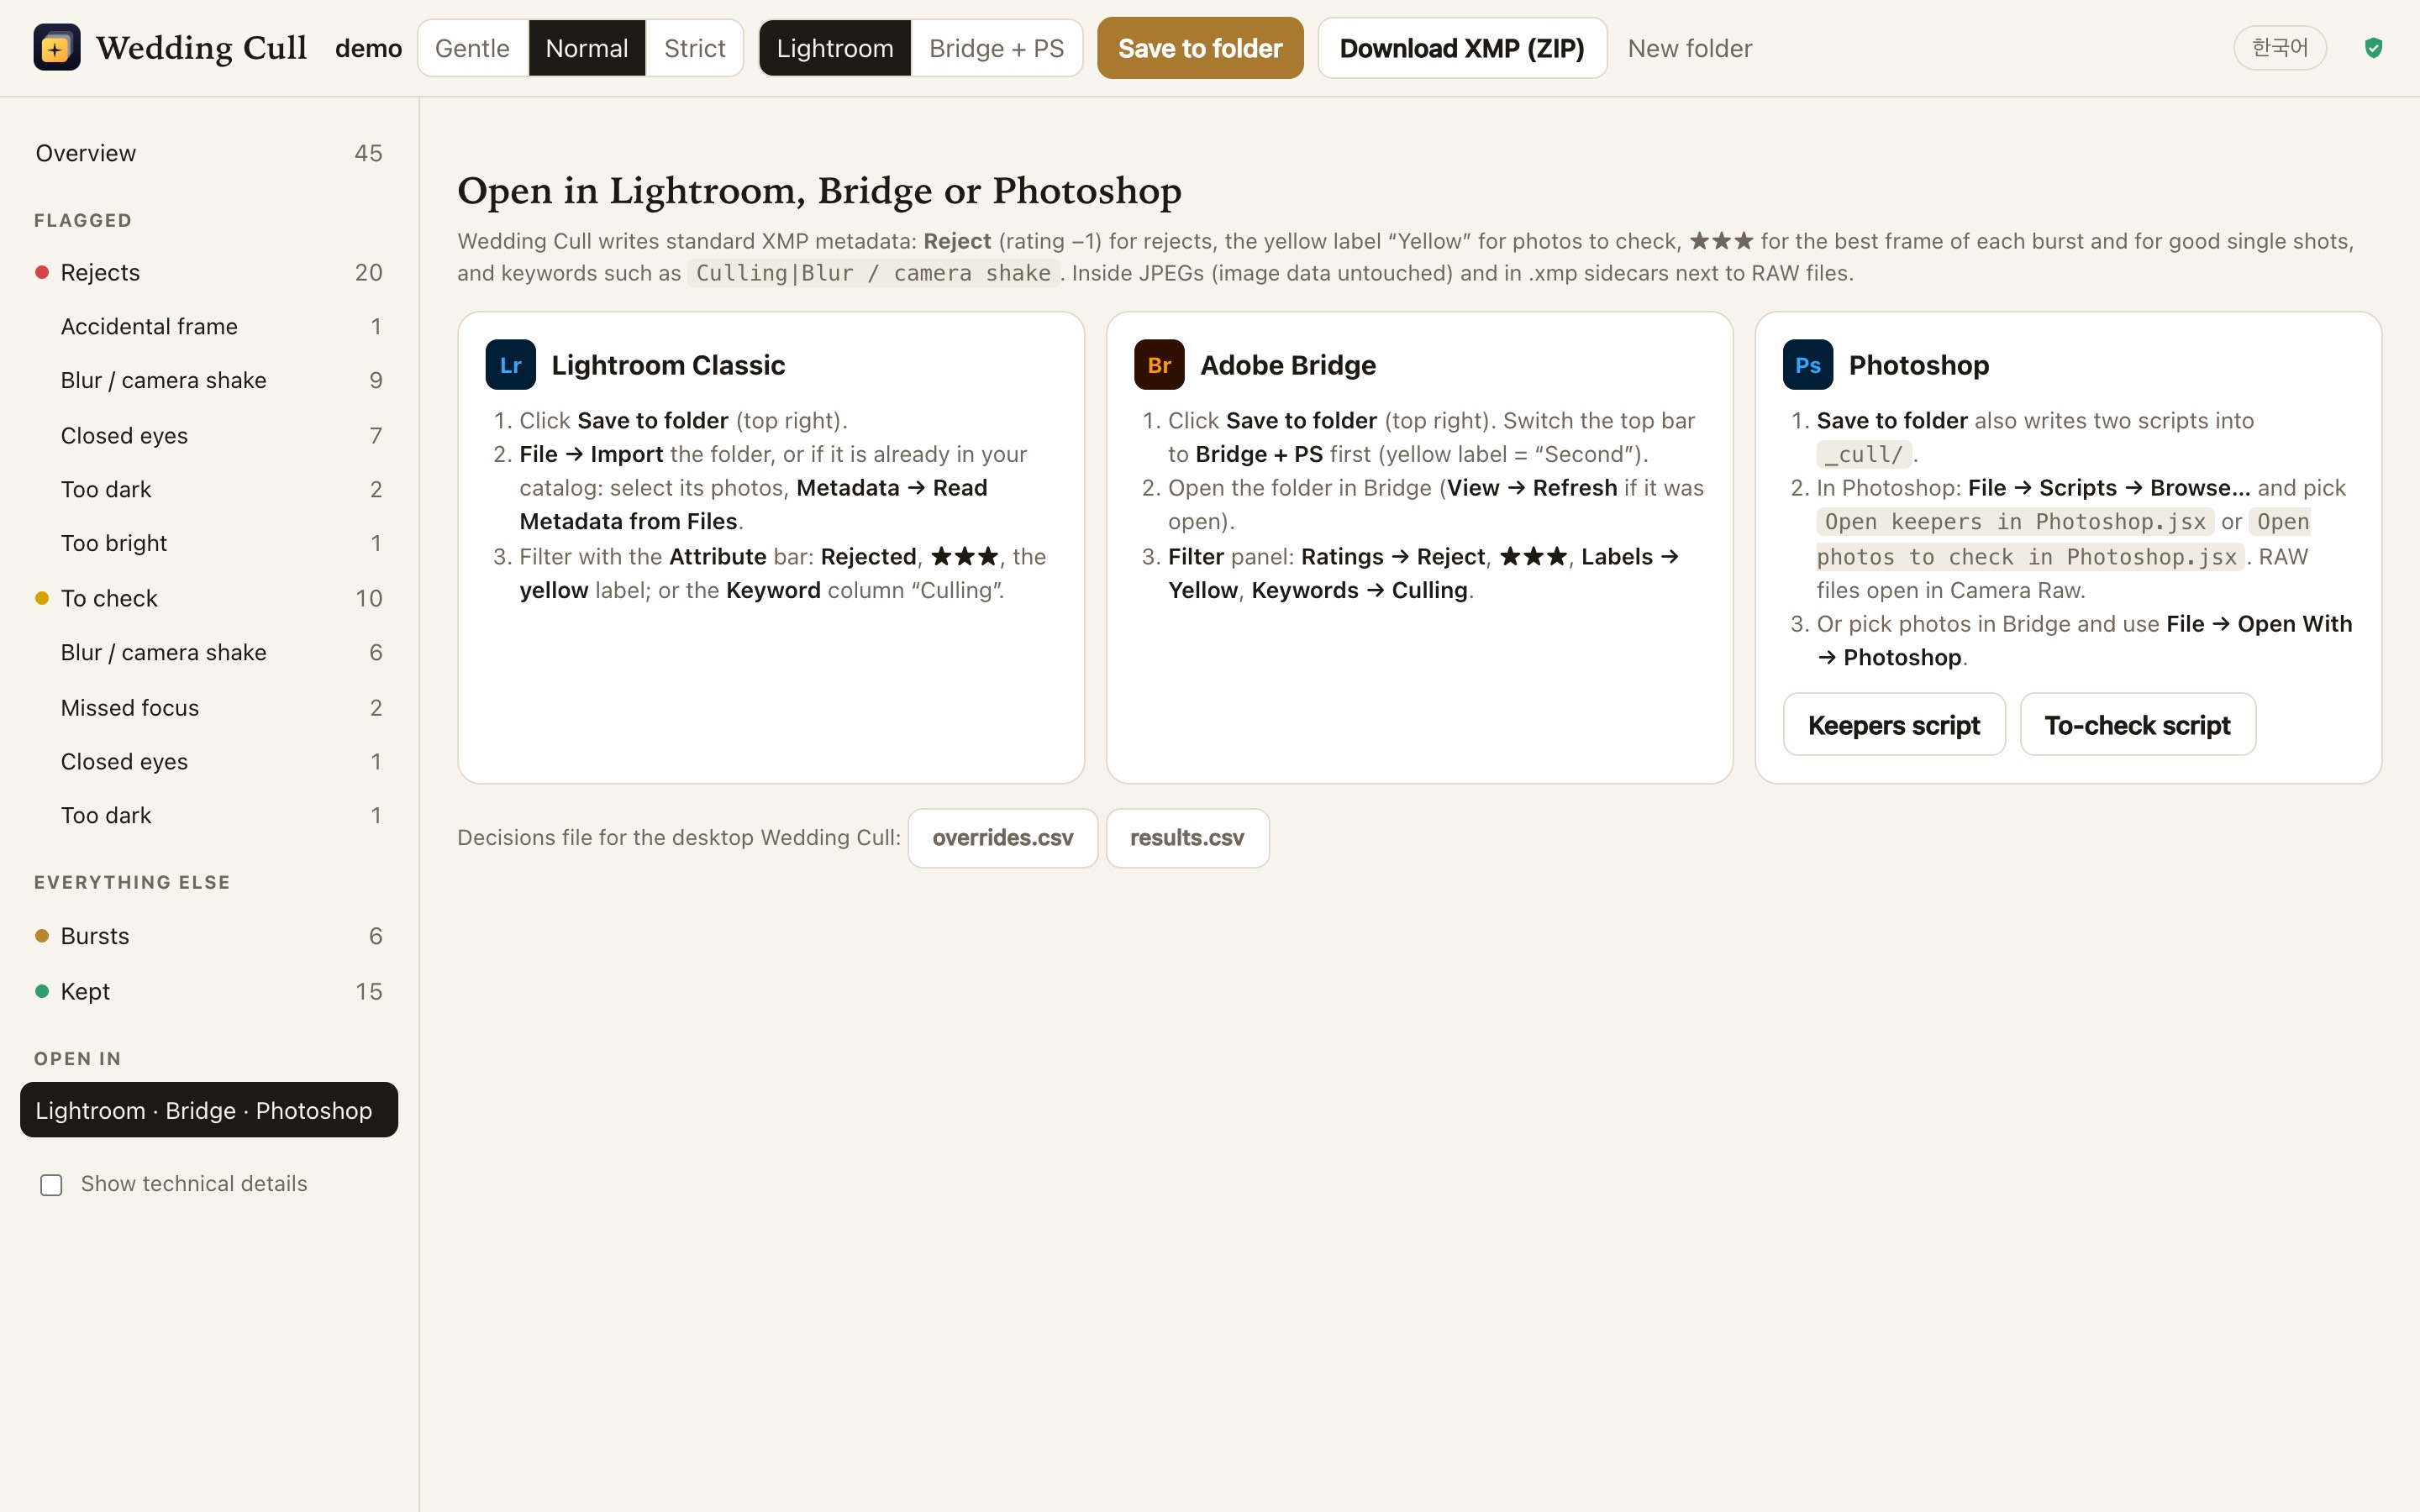 Wedding Cull demo Gentle Normal Strict Lightroom Bridge + PS Save to folder Download XMP (ZIP) New folder 한국어
Overview 45
FLAGGED
Rejects 20
Accidental frame 1
Blur / camera shake 9
Closed eyes 7
Too dark 2
Too bright 1
To check 10
Blur / camera shake 6
Missed focus 2
Closed eyes 1
Too dark 1
EVERYTHING ELSE
Bursts 6
Kept 15
OPEN IN
Lightroom · Bridge · Photoshop
Show technical details
Open in Lightroom, Bridge or Photoshop
Wedding Cull writes standard XMP metadata: Reject (rating −1) for rejects, the yellow label “Yellow” for photos to check, ★★★ for the best frame of each burst and for good single shots,
and keywords such as Culling|Blur / camera shake. Inside JPEGs (image data untouched) and in .xmp sidecars next to RAW files.
Lr Lightroom Classic
1. Click Save to folder (top right).
2. File → Import the folder, or if it is already in your
catalog: select its photos, Metadata → Read
Metadata from Files.
3. Filter with the Attribute bar: Rejected, ★★★, the
yellow label; or the Keyword column “Culling”.
Br Adobe Bridge
1. Click Save to folder (top right). Switch the top bar
to Bridge + PS first (yellow label = “Second”).
2. Open the folder in Bridge (View → Refresh if it was
open).
3. Filter panel: Ratings → Reject, ★★★, Labels →
Yellow, Keywords → Culling.
Ps Photoshop
1. Save to folder also writes two scripts into
_cull/.
2. In Photoshop: File → Scripts → Browse… and pick
Open keepers in Photoshop.jsx or Open
photos to check in Photoshop.jsx. RAW
files open in Camera Raw.
3. Or pick photos in Bridge and use File → Open With
→ Photoshop.
Keepers script To-check script
Decisions file for the desktop Wedding Cull: overrides.csv results.csv